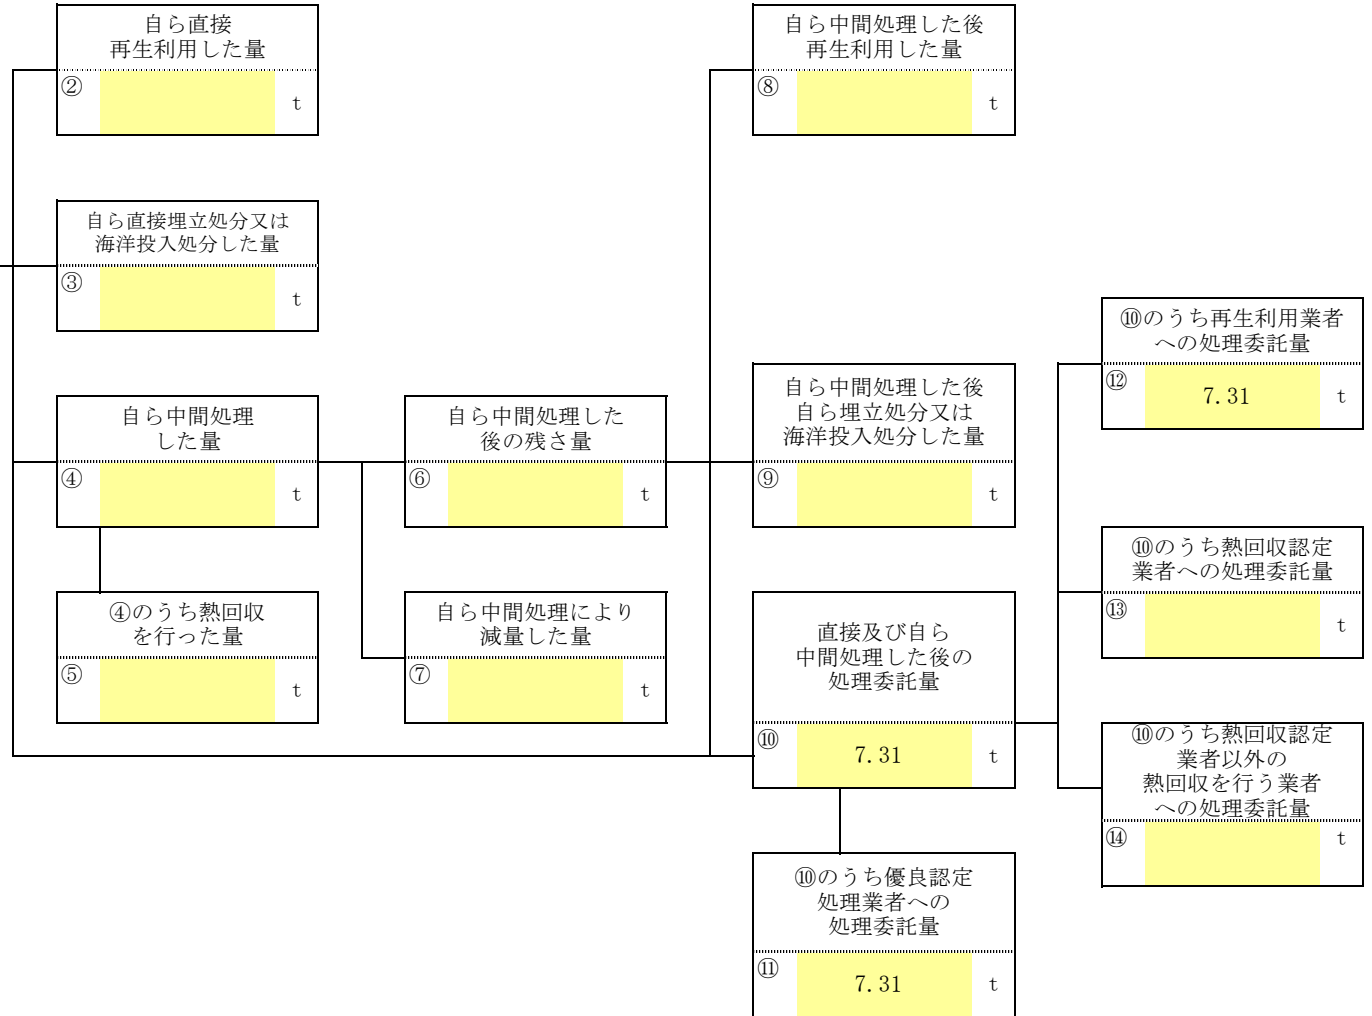 自ら直接
再生利用した量
②
t
自ら中間処理した後
再生利用した量
⑧
t
自ら直接埋立処分又は
海洋投入処分した量
③
t
⑩のうち再生利用業者
への処理委託量
⑫
7.31
t
自ら中間処理
した量
④
t
自ら中間処理した
後の残さ量
⑥
t
自ら中間処理した後
自ら埋立処分又は
海洋投入処分した量
⑨
t
⑩のうち熱回収認定
業者への処理委託量
⑬
t
④のうち熱回収
を行った量
⑤
t
自ら中間処理により
減量した量
⑦
t
直接及び自ら
中間処理した後の
処理委託量
⑩
7.31
t
⑩のうち熱回収認定
業者以外の
熱回収を行う業者
への処理委託量
⑭
t
⑩のうち優良認定
処理業者への
処理委託量
⑪
7.31
t